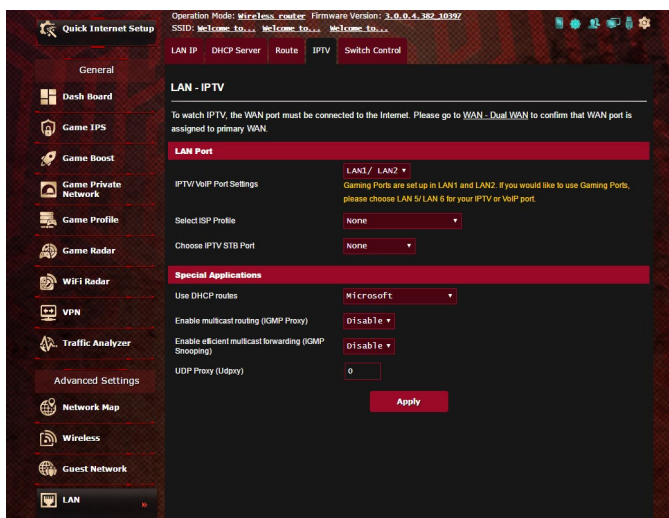 Quick Internet Setup
Operation Mode: Wireless router Firmware Version: 3.0.0.4.382_10397
SSID: Welcome to... Welcome to... Welcome to...
LAN IP DHCP Server Route IPTV Switch Control
General
Dash Board
Game IPS
Game Boost
Game Private
Network
Game Profile
Game Radar
WiFi Radar
VPN
Traffic Analyzer
Advanced Settings
Network Map
Wireless
Guest Network
LAN
LAN - IPTV
To watch IPTV, the WAN port must be connected to the Internet. Please go to WAN - Dual WAN to confirm that WAN port is
assigned to primary WAN.
LAN Port
IPTV/ VoIP Port Settings
LAN1/ LAN2
Gaming Ports are set up in LAN1 and LAN2. If you would like to use Gaming Ports,
please choose LAN 5/ LAN 6 for your IPTV or VoIP port.
Select ISP Profile
None
Choose IPTV STB Port
None
Special Applications
Use DHCP routes
Microsoft
Enable multicast routing (IGMP Proxy)
Disable
Enable efficient multicast forwarding (IGMP
Snooping)
Disable
UDP Proxy (Udpxy)
0
Apply